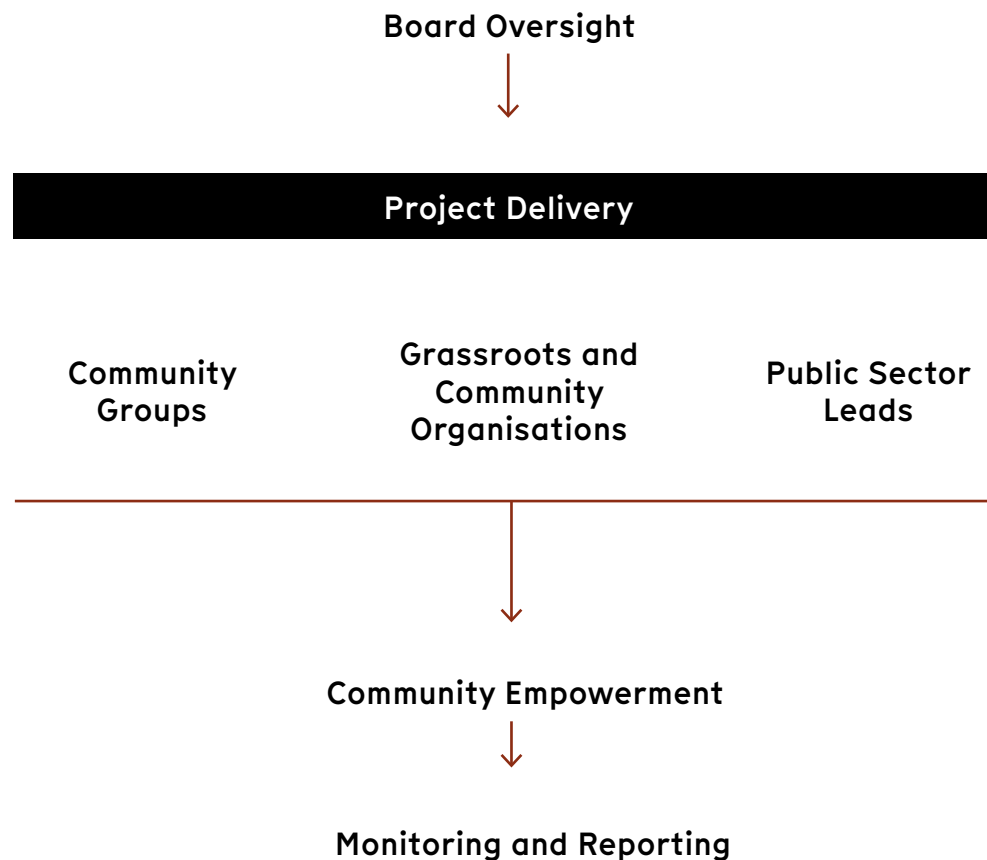 Board Oversight
Project Delivery
Community
Groups
Grassroots and
Community
Organisations
Public Sector
Leads
Community Empowerment
Monitoring and Reporting